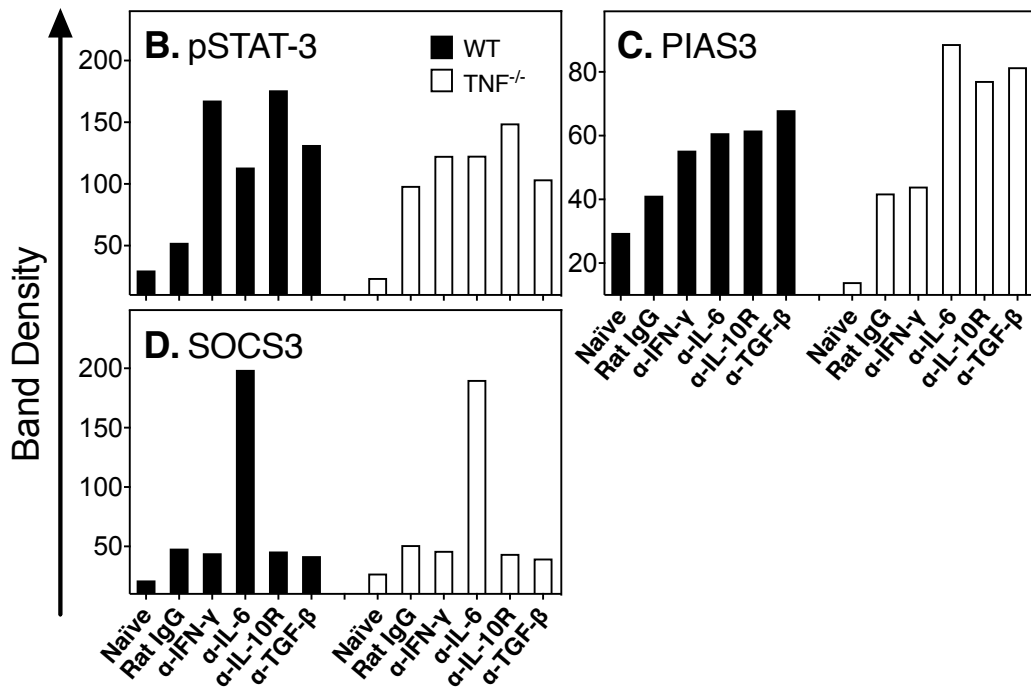 Band Density
B. pSTAT-3
WT
TNF-/-
200
150
100
50
C. PIAS3
80
60
40
20
Naïve
Rat IgG
α-IFN-γ
α-IL-6
α-IL-10R
α-TGF-β
Naïve
Rat IgG
α-IFN-γ
α-IL-6
α-IL-10R
α-TGF-β
D. SOCS3
200
150
100
50
Naïve
Rat IgG
α-IFN-γ
α-IL-6
α-IL-10R
α-TGF-β
Naïve
Rat IgG
α-IFN-γ
α-IL-6
α-IL-10R
α-TGF-β